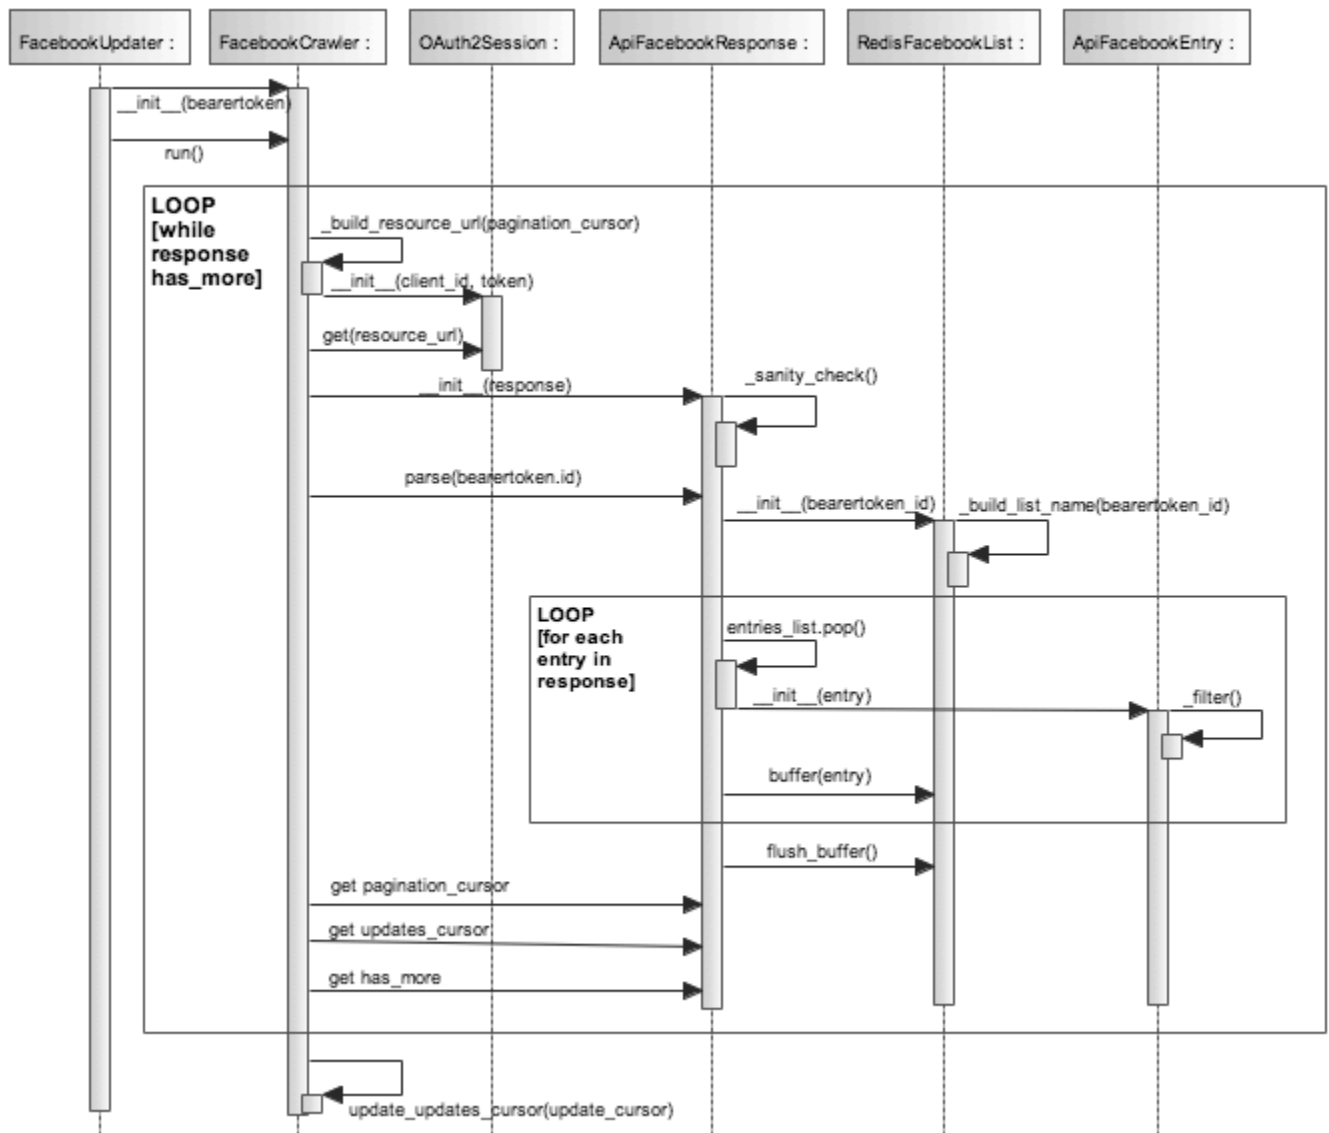 FacebookUpdater :
FacebookCrawler :
OAuth2Session :
ApiFacebookResponse :
RedisFacebookList :
ApiFacebookEntry :
__init__(bearertoken)
run()
LOOP
[while
response
has_more]
_build_resource_url(pagination_cursor)
__init__(client_id, token)
get(resource_url)
__init__(response)
_sanity_check()
parse(bearertoken.id)
__init__(bearertoken_id)
_build_list_name(bearertoken_id)
LOOP
[for each
entry in
response]
entries_list.pop()
__init__(entry)
_filter()
buffer(entry)
flush_buffer()
get pagination_cursor
get updates_cursor
get has_more
update_updates_cursor(update_cursor)